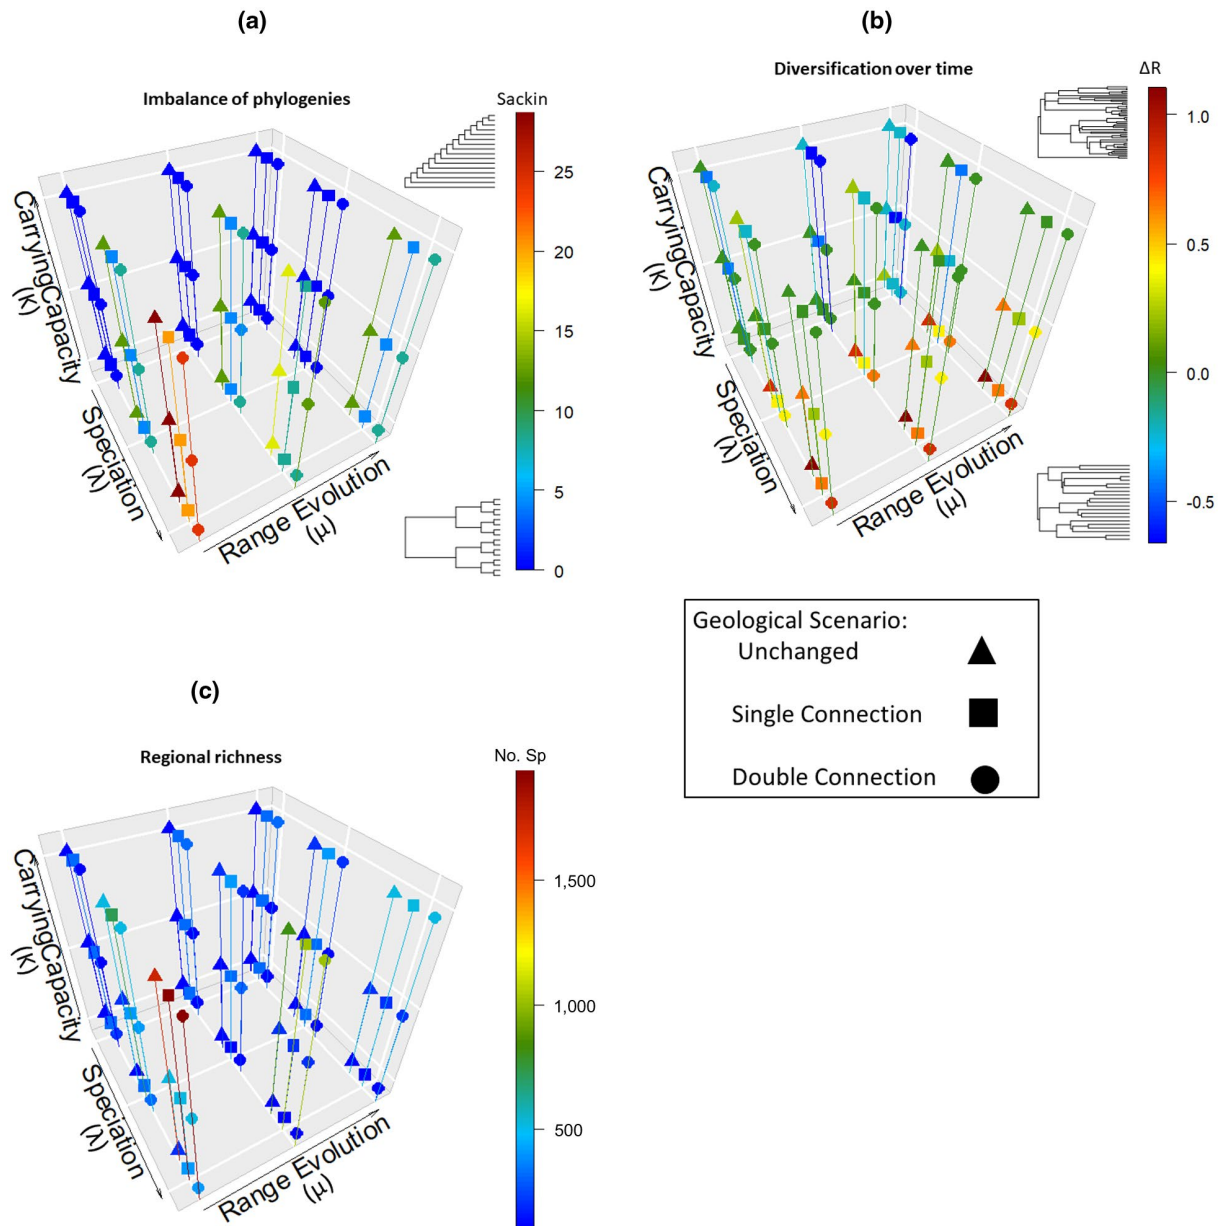 (a)
Imbalance of phylogenies
Sackin
25
20
15
10
5
0
CarryingCapacity
(K)
Speciation
(λ)
Range Evolution
(μ)
(b)
Diversification over time
ΔR
1.0
0.5
0.0
-0.5
CarryingCapacity
(K)
Speciation
(λ)
Range Evolution
(μ)
Geological Scenario:
Unchanged
Single Connection
Double Connection
(c)
Regional richness
No. Sp
1,500
1,000
500
CarryingCapacity
(K)
Speciation
(λ)
Range Evolution
(μ)